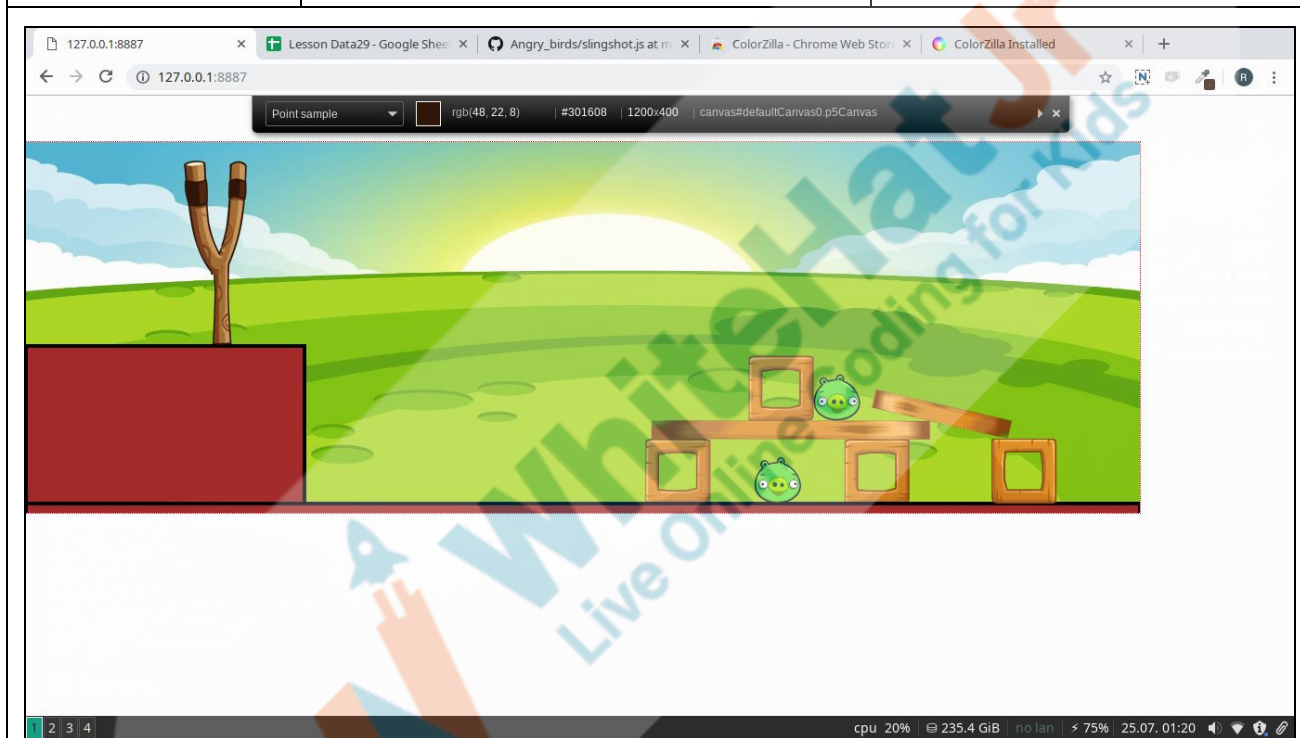 127.0.0.1:8887
Lesson Data29 - Google Shee
Angry_birds/slingshot.js at m
ColorZilla - Chrome Web Stor
ColorZilla Installed
127.0.0.1:8887
R
Point sample rgb(48, 22, 8) | #301608 | 1200x400 | canvas#defaultCanvas0.p5Canvas
WhiteHat Jr
Live Online Coding for Kids
1 2 3 4 cpu 20% 235.4 GiB no lan 75% 25.07. 01:20